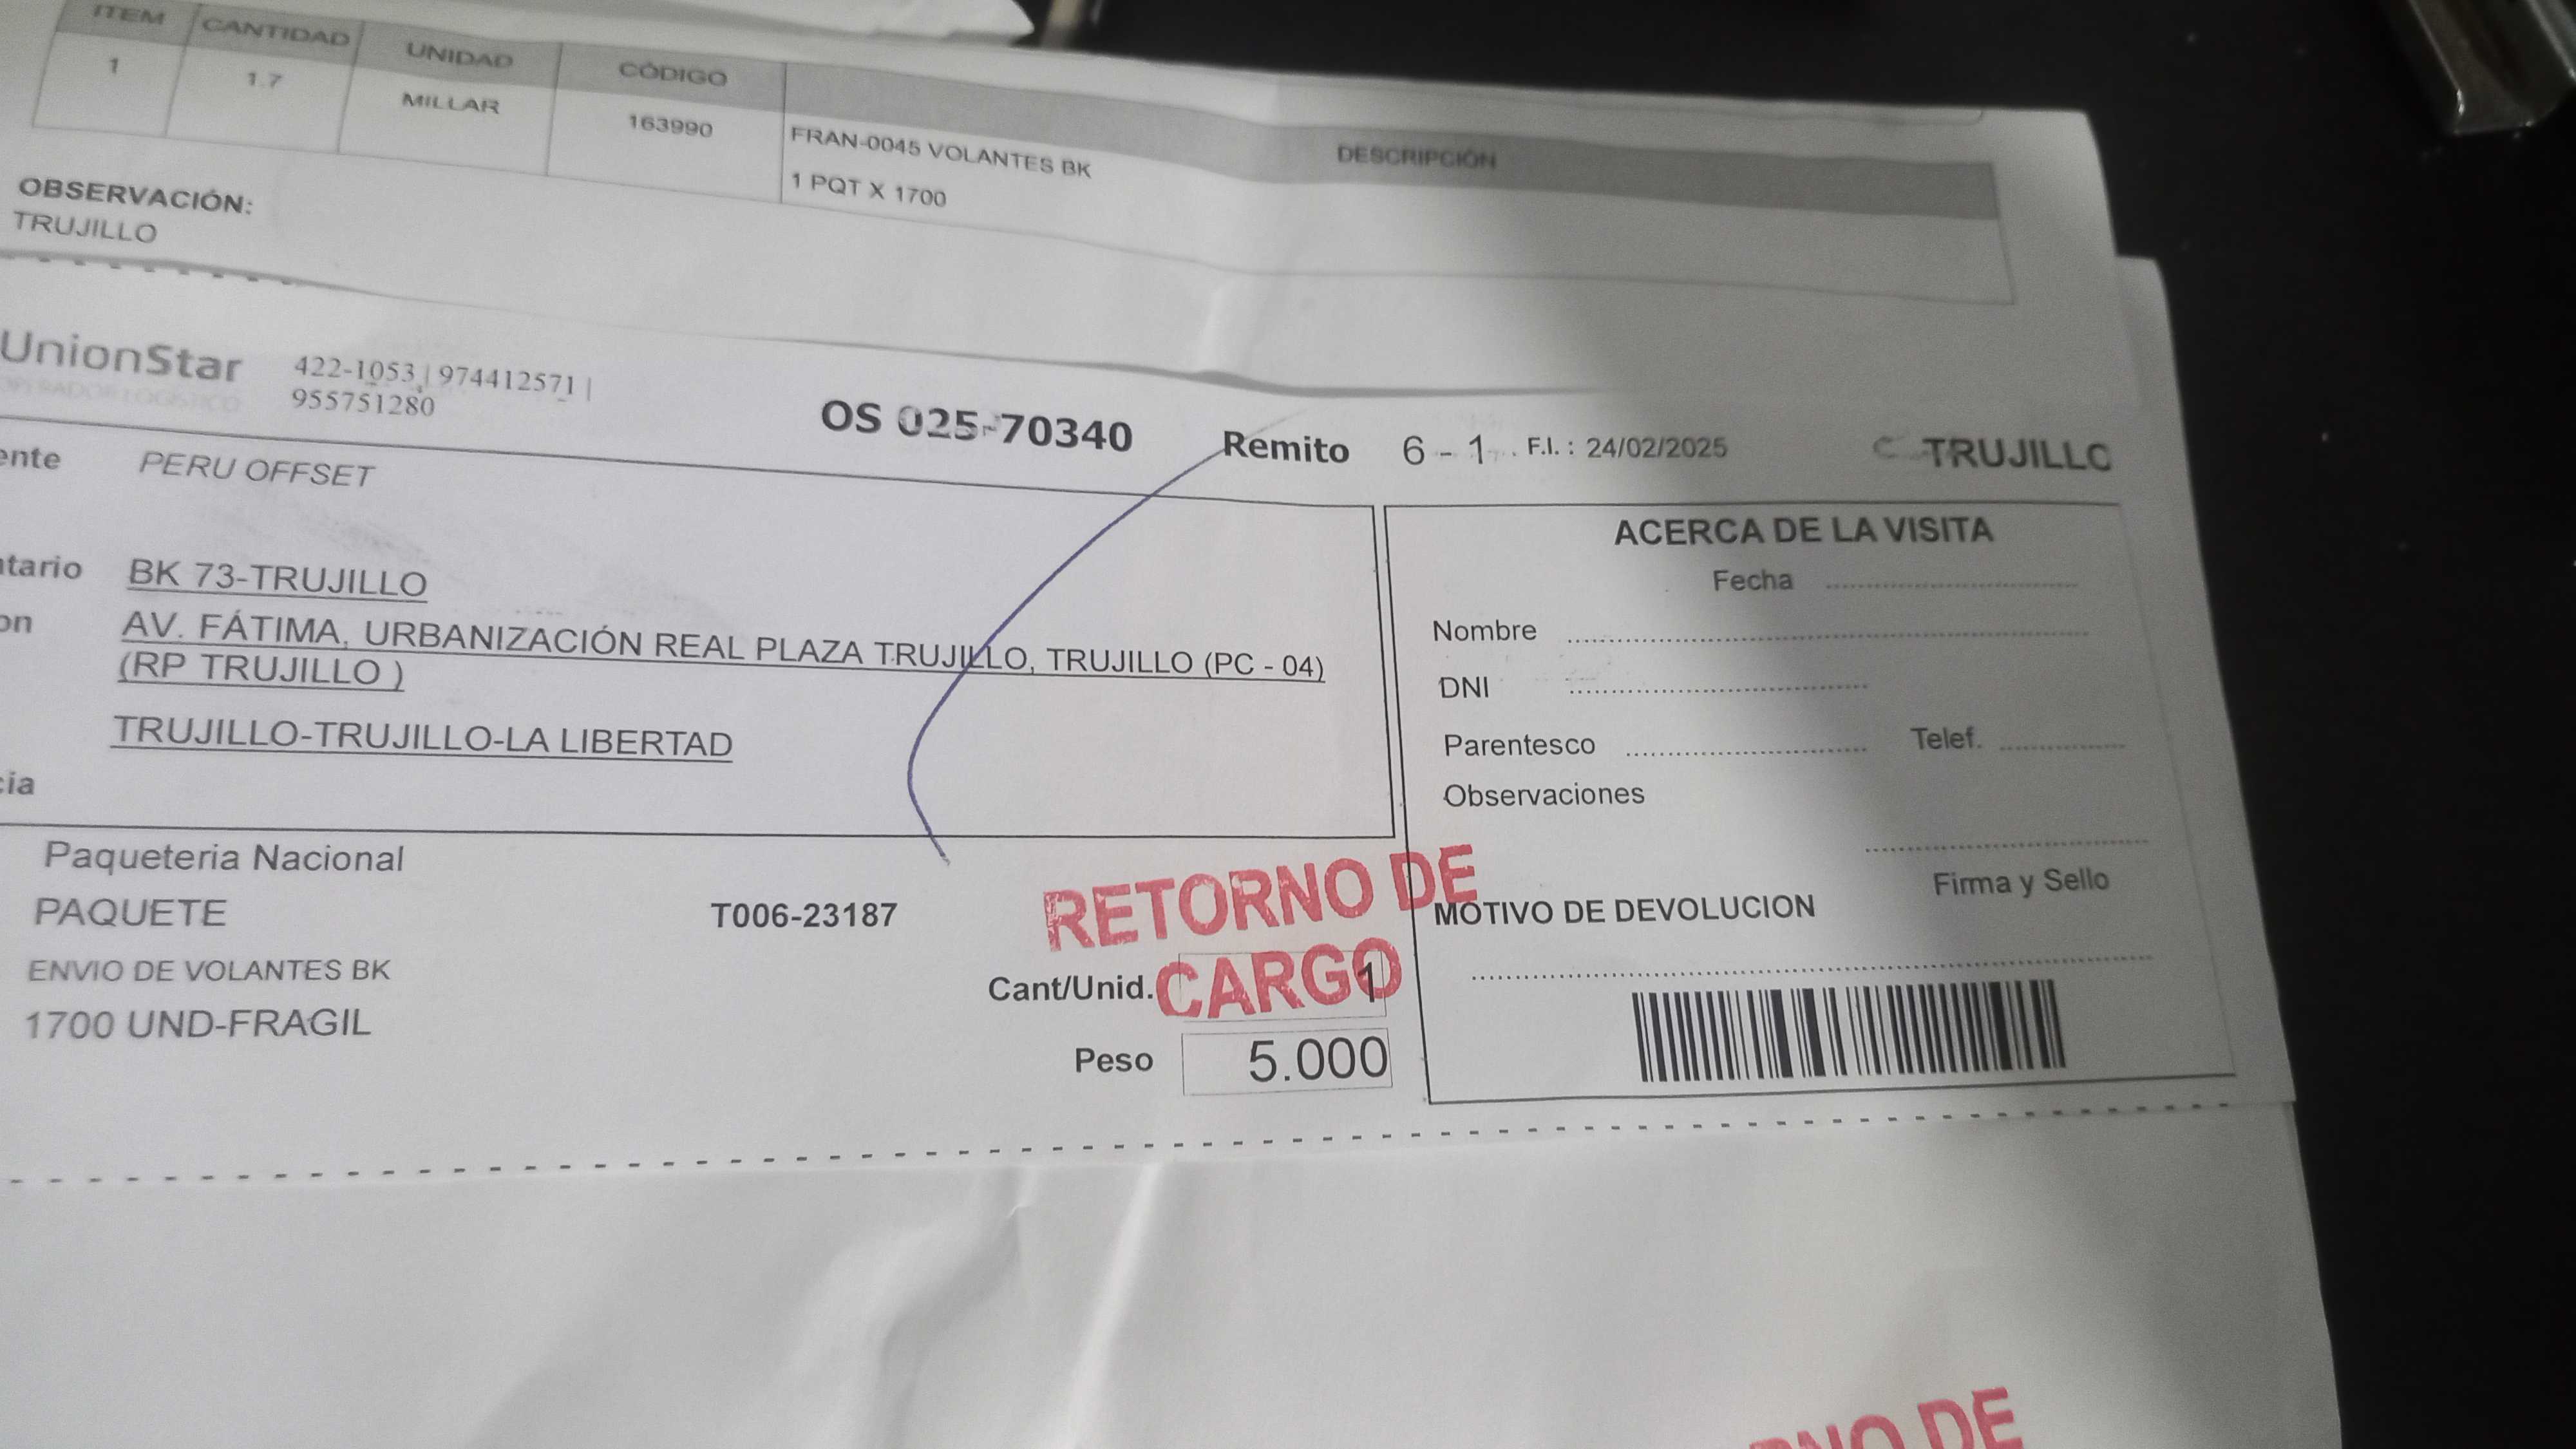 ITEM CANTIDAD UNIDAD CÓDIGO DESCRIPCIÓN
1 1.7 MILLAR 163990 FRAN-0045 VOLANTES BK
1 PQT X 1700
OBSERVACIÓN:
TRUJILLO
UnionStar 422-1053 | 974412571 |
OPERADOR LOGISTICO 955751280
OS 025-70340 Remito 6 - 1 F.I. : 24/02/2025 TRUJILLO
ente PERU OFFSET
tario BK 73-TRUJILLO
on AV. FÁTIMA, URBANIZACIÓN REAL PLAZA TRUJILLO, TRUJILLO (PC - 04)
(RP TRUJILLO )
TRUJILLO-TRUJILLO-LA LIBERTAD
cia
ACERCA DE LA VISITA
Fecha
Nombre
DNI
Parentesco Telef.
Observaciones
Firma y Sello
MOTIVO DE DEVOLUCION
Paqueteria Nacional
PAQUETE T006-23187
ENVIO DE VOLANTES BK
1700 UND-FRAGIL
RETORNO DE
CARGO
Cant/Unid. 1
Peso 5.000
RNO DE